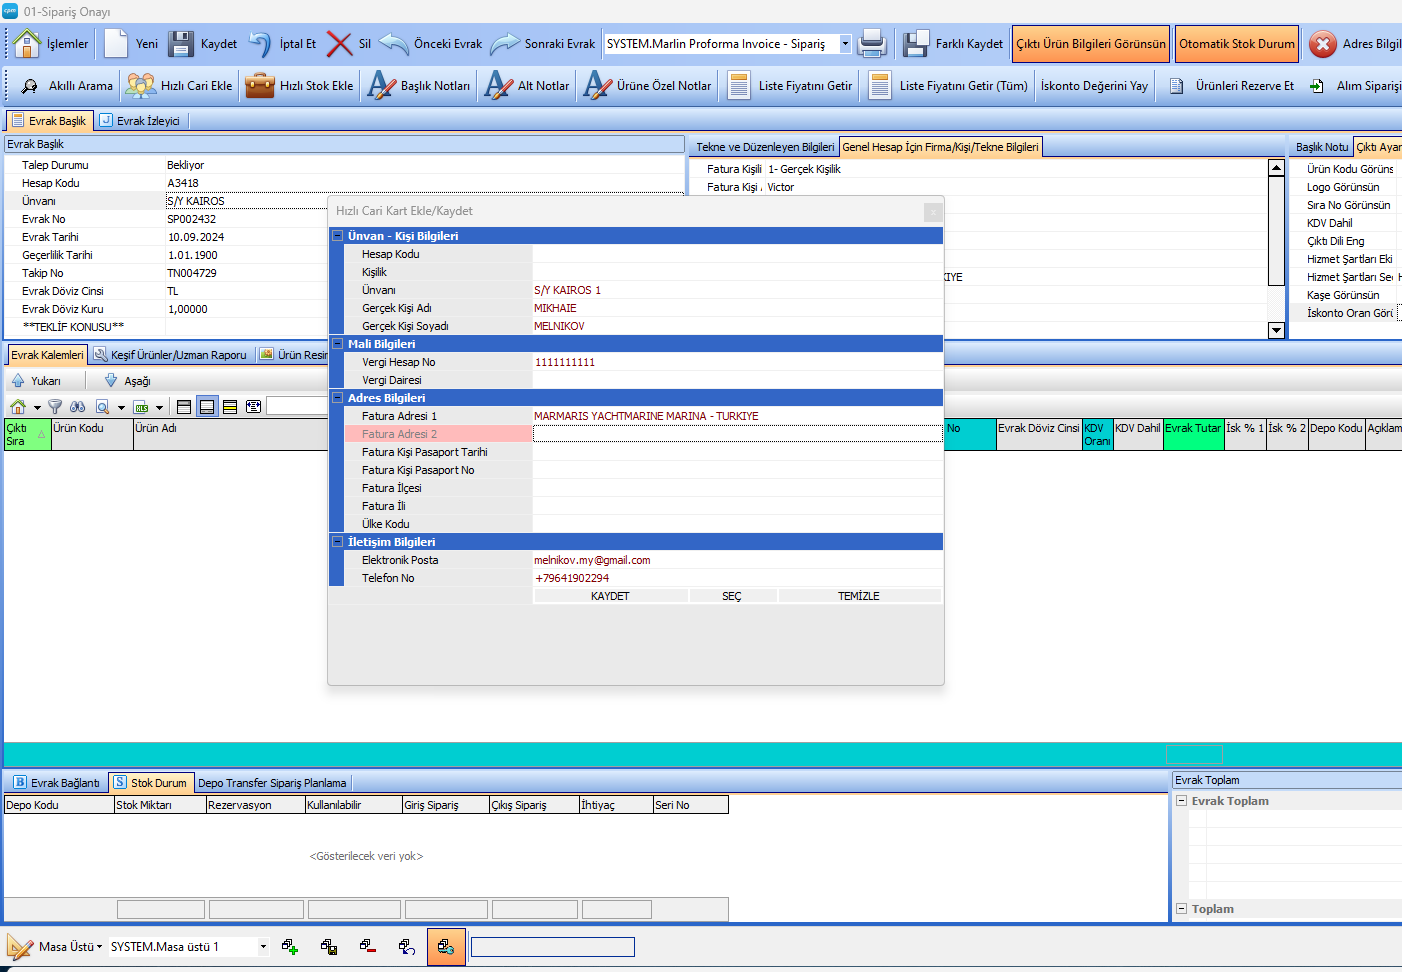 cpm 01-Sipariş Onayı
İşlemler Yeni Kaydet İptal Et Sil Önceki Evrak Sonraki Evrak SYSTEM.Marlin Proforma Invoice - Sipariş Farklı Kaydet Çıktı Ürün Bilgileri Görünsün Otomatik Stok Durum Adres Bilgil
Akıllı Arama Hızlı Cari Ekle Hızlı Stok Ekle Başlık Notları Alt Notlar Ürüne Özel Notlar Liste Fiyatını Getir Liste Fiyatını Getir (Tüm) İskonto Değerini Yay Ürünleri Rezerve Et Alım Siparişi
Evrak Başlık Evrak İzleyici
Evrak Başlık
Talep Durumu Bekliyor
Hesap Kodu A3418
Ünvanı S/Y KAIROS
Evrak No SP002432
Evrak Tarihi 10.09.2024
Geçerlilik Tarihi 1.01.1900
Takip No TN004729
Evrak Döviz Cinsi TL
Evrak Döviz Kuru 1,00000
**TEKLİF KONUSU**
Tekne ve Düzenleyen Bilgileri Genel Hesap İçin Firma/Kişi/Tekne Bilgileri
Fatura Kişili 1- Gerçek Kişilik
Fatura Kişi Victor
KIYE
Başlık Notu Çıktı Ayar
Ürün Kodu Görüns
Logo Görünsün
Sıra No Görünsün
KDV Dahil
Çıktı Dili Eng
Hizmet Şartları Eki
Hizmet Şartları Seç H
Kaşe Görünsün
İskonto Oran Görü
Hızlı Cari Kart Ekle/Kaydet
Ünvan - Kişi Bilgileri
Hesap Kodu
Kişilik
Ünvanı S/Y KAIROS 1
Gerçek Kişi Adı MIKHAIE
Gerçek Kişi Soyadı MELNIKOV
Mali Bilgileri
Vergi Hesap No 1111111111
Vergi Dairesi
Adres Bilgileri
Fatura Adresi 1 MARMARIS YACHTMARINE MARINA - TURKIYE
Fatura Adresi 2
Fatura Kişi Pasaport Tarihi
Fatura Kişi Pasaport No
Fatura İlçesi
Fatura İli
Ülke Kodu
İletişim Bilgileri
Elektronik Posta melnikov.my@gmail.com
Telefon No +79641902294
KAYDET SEÇ TEMİZLE
Evrak Kalemleri Keşif Ürünler/Uzman Raporu Ürün Resin
Yukarı Aşağı
XLS
Çıktı Sıra Ürün Kodu Ürün Adı No Evrak Döviz Cinsi KDV Oranı KDV Dahil Evrak Tutar İsk % 1 İsk % 2 Depo Kodu Açıklam
B Evrak Bağlantı S Stok Durum Depo Transfer Sipariş Planlama
Depo Kodu Stok Miktarı Rezervasyon Kullanılabilir Giriş Sipariş Çıkış Sipariş İhtiyaç Seri No
<Gösterilecek veri yok>
Evrak Toplam
Evrak Toplam
Toplam
Masa Üstü SYSTEM.Masa üstü 1